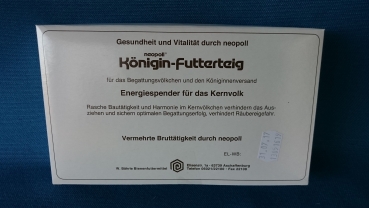 Gesundheit und Vitalität durch neopoll
neopoll®
Königin-Futterteig
für das Begattungsvölkchen und den Königinnenversand
Energiespender für das Kernvolk
Rasche Bautätigkeit und Harmonie im Kernvölkchen verhindern das Aus-
ziehen und sichern optimalen Begattungserfolg, verhindert Räubereigefahr.
Vermehrte Bruttätigkeit durch neopoll